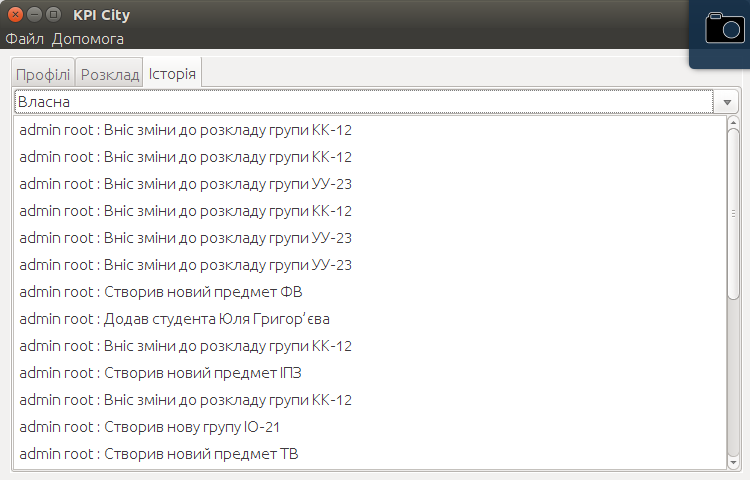 KPI City
Файл Допомога
Профілі Розклад Історія
Власна
admin root : Вніс зміни до розкладу групи КК-12
admin root : Вніс зміни до розкладу групи КК-12
admin root : Вніс зміни до розкладу групи УУ-23
admin root : Вніс зміни до розкладу групи КК-12
admin root : Вніс зміни до розкладу групи УУ-23
admin root : Вніс зміни до розкладу групи УУ-23
admin root : Створив новий предмет ФВ
admin root : Додав студента Юля Григор’єва
admin root : Вніс зміни до розкладу групи КК-12
admin root : Створив новий предмет ІПЗ
admin root : Вніс зміни до розкладу групи КК-12
admin root : Створив нову групу ІО-21
admin root : Створив новий предмет ТВ